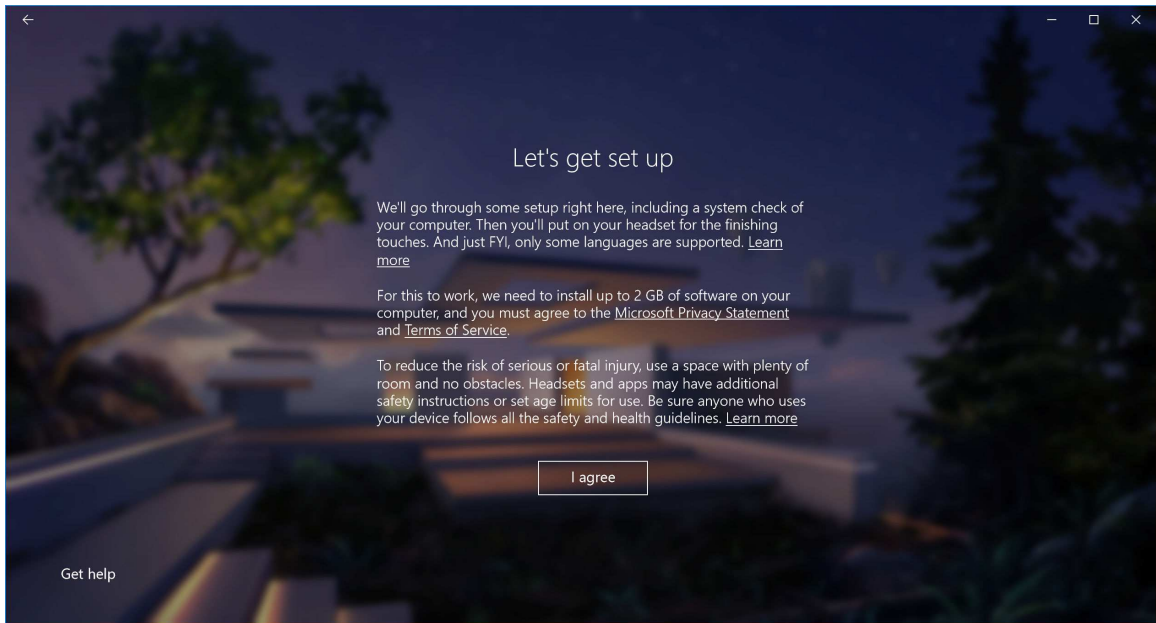 Let's get set up
We'll go through some setup right here, including a system check of
your computer. Then you'll put on your headset for the finishing
touches. And just FYI, only some languages are supported. Learn
more
For this to work, we need to install up to 2 GB of software on your
computer, and you must agree to the Microsoft Privacy Statement
and Terms of Service.
To reduce the risk of serious or fatal injury, use a space with plenty of
room and no obstacles. Headsets and apps may have additional
safety instructions or set age limits for use. Be sure anyone who uses
your device follows all the safety and health guidelines. Learn more
I agree
Get help